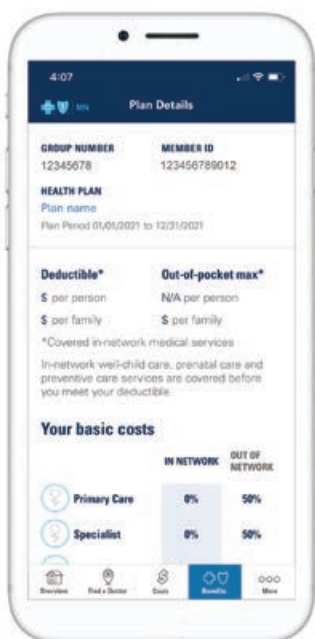 4:07
MN Plan Details
GROUP NUMBER MEMBER ID
12345678 123456789012
HEALTH PLAN
Plan name
Plan Period 01/01/2021 to 12/31/2021
Deductible* Out-of-pocket max*
$ per person N/A per person
$ per family $ per family
*Covered in-network medical services
In-network well-child care, prenatal care and
preventive care services are covered before
you meet your deductible.
Your basic costs
IN NETWORK OUT OF NETWORK
Primary Care 0% 50%
Specialist 0% 50%
Overview Find a Doctor Costs Benefits More